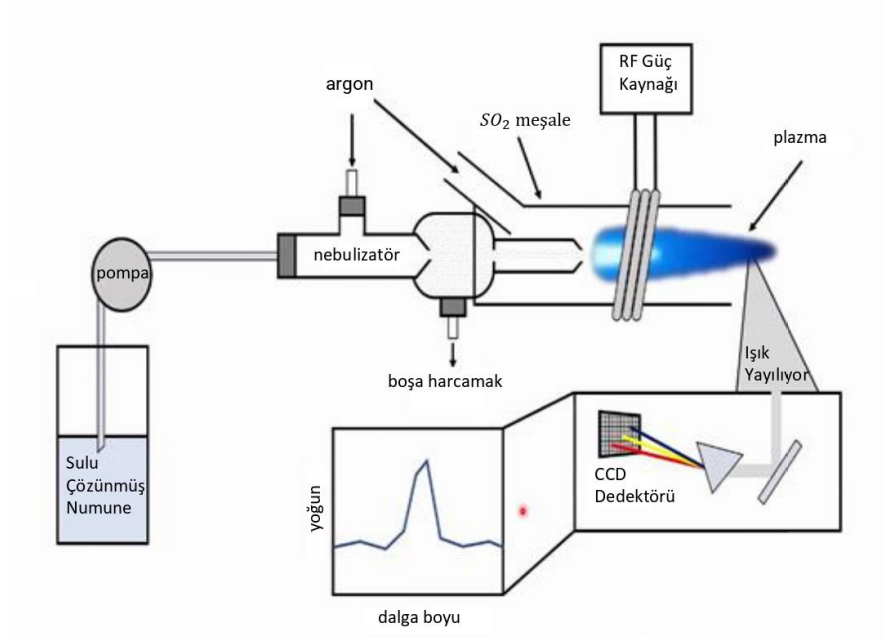 RF Güç
Kaynağı
argon
SO₂ meşale
plazma
nebulizatör
pompa
boşa harcamak
Işık
Yayılıyor
Sulu
Çözünmüş
Numune
CCD
Dedektörü
yoğun
dalga boyu